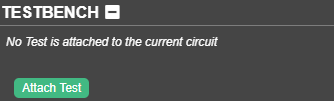 TESTBENCH
No Test is attached to the current circuit
Attach Test